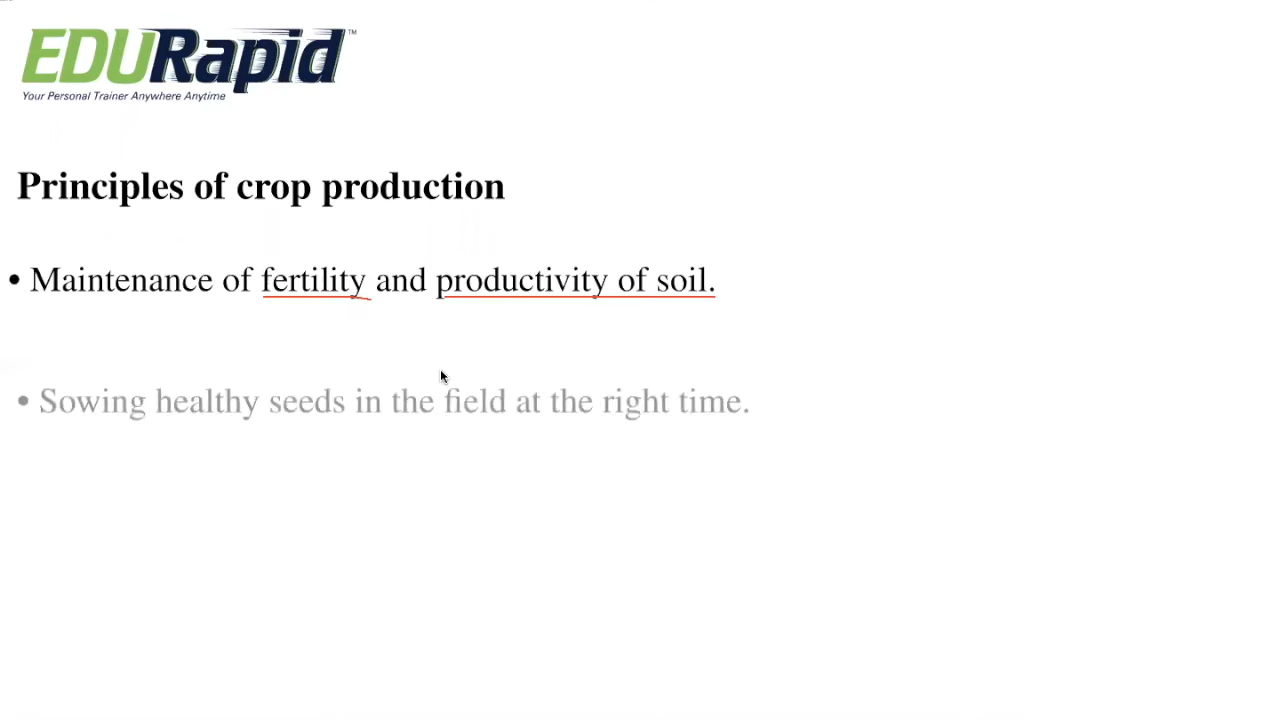 EDURapid™
Your Personal Trainer Anywhere Anytime
Principles of crop production
• Maintenance of fertility and productivity of soil.
• Sowing healthy seeds in the field at the right time.